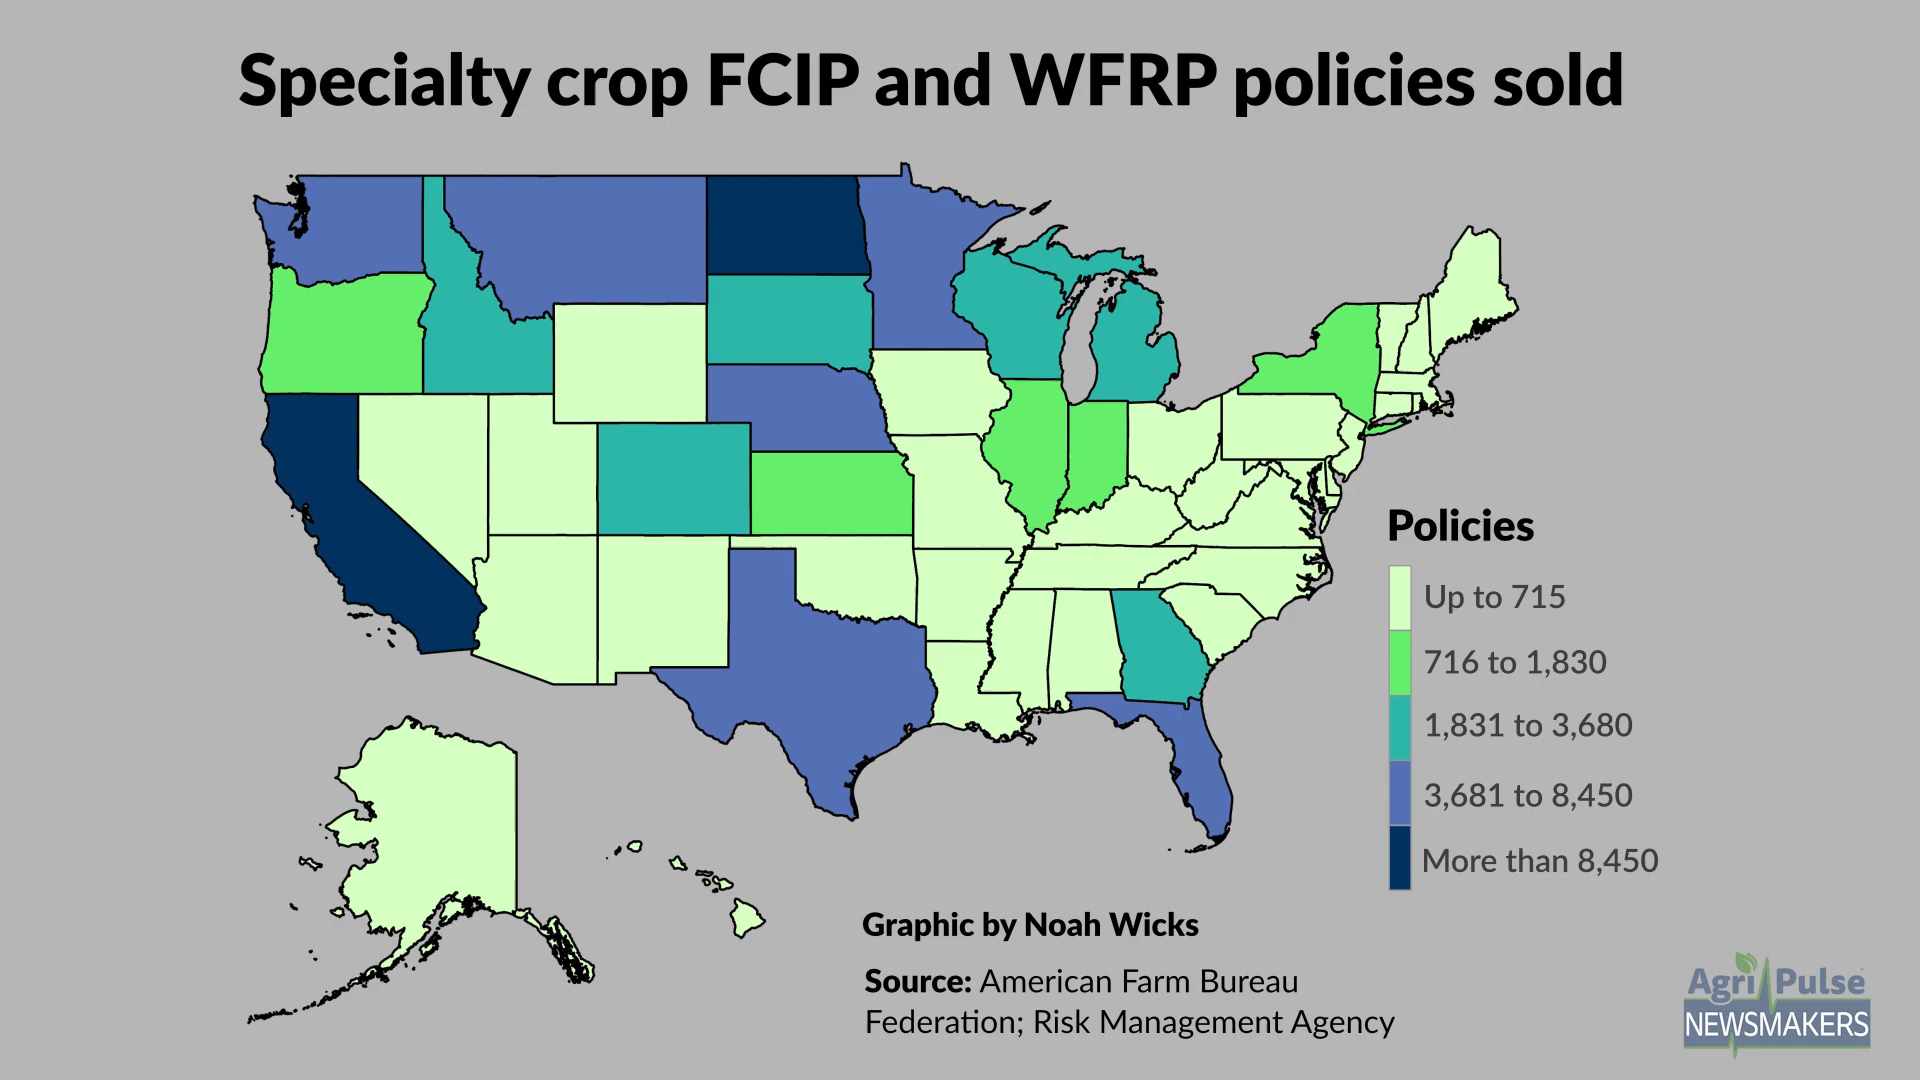 Specialty crop FCIP and WFRP policies sold
Policies
Up to 715
716 to 1,830
1,831 to 3,680
3,681 to 8,450
More than 8,450
Graphic by Noah Wicks
Source: American Farm Bureau
Federation; Risk Management Agency
Agri Pulse
NEWSMAKERS